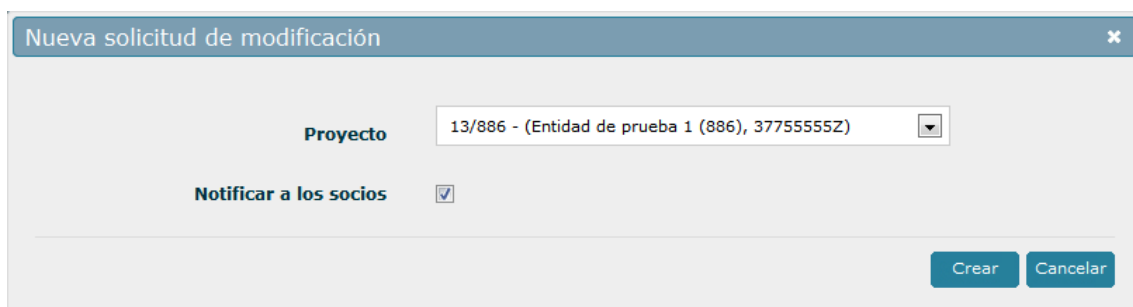 Nueva solicitud de modificación
Proyecto 13/886 - (Entidad de prueba 1 (886), 37755555Z)
Notificar a los socios
Crear Cancelar